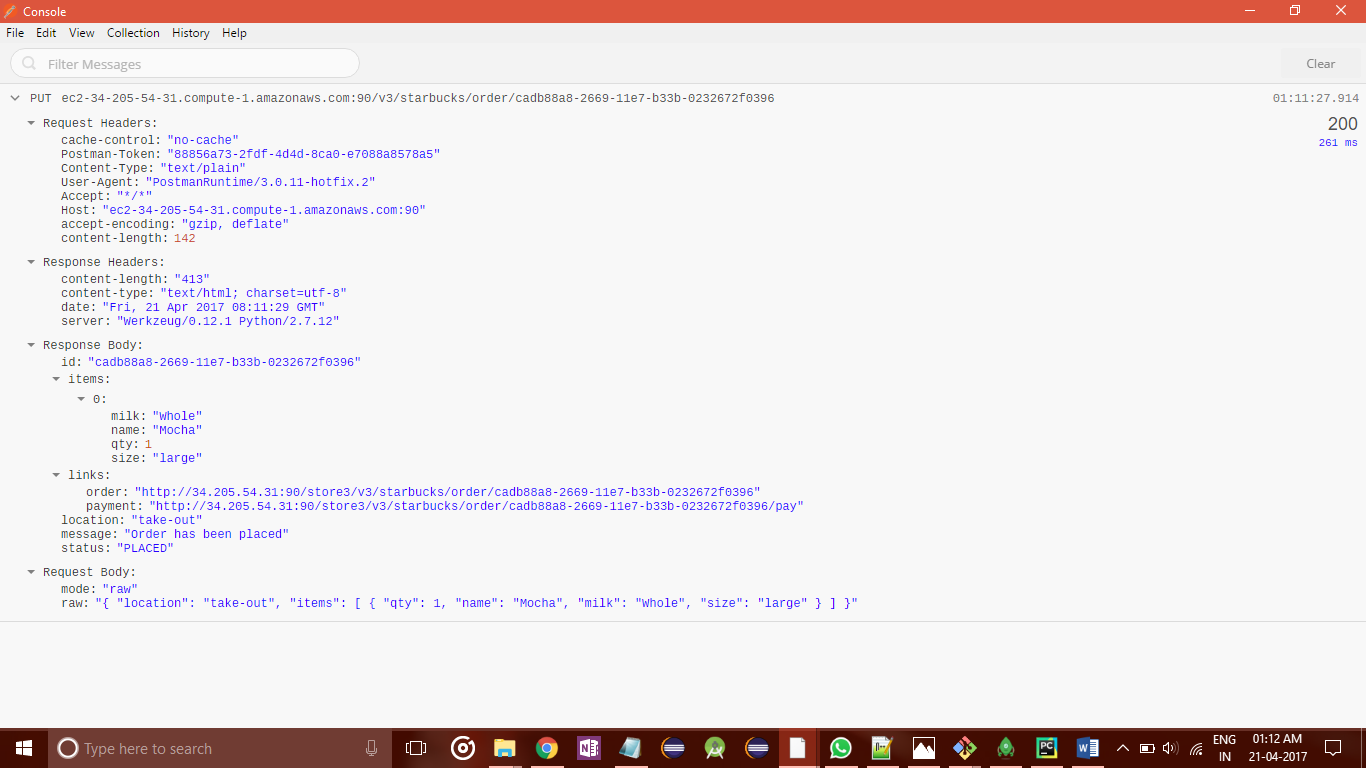 Console
File Edit View Collection History Help
Filter Messages
Clear
PUT ec2-34-205-54-31.compute-1.amazonaws.com:90/v3/starbucks/order/cadb88a8-2669-11e7-b33b-0232672f0396 01:11:27.914
Request Headers: 200
cache-control: "no-cache" 261 ms
Postman-Token: "88856a73-2fdf-4d4d-8ca0-e7088a8578a5"
Content-Type: "text/plain"
User-Agent: "PostmanRuntime/3.0.11-hotfix.2"
Accept: "*/*"
Host: "ec2-34-205-54-31.compute-1.amazonaws.com:90"
accept-encoding: "gzip, deflate"
content-length: 142
Response Headers:
content-length: "413"
content-type: "text/html; charset=utf-8"
date: "Fri, 21 Apr 2017 08:11:29 GMT"
server: "Werkzeug/0.12.1 Python/2.7.12"
Response Body:
id: "cadb88a8-2669-11e7-b33b-0232672f0396"
items:
0:
milk: "Whole"
name: "Mocha"
qty: 1
size: "large"
links:
order: "http://34.205.54.31:90/store3/v3/starbucks/order/cadb88a8-2669-11e7-b33b-0232672f0396"
payment: "http://34.205.54.31:90/store3/v3/starbucks/order/cadb88a8-2669-11e7-b33b-0232672f0396/pay"
location: "take-out"
message: "Order has been placed"
status: "PLACED"
Request Body:
mode: "raw"
raw: "{ "location": "take-out", "items": [ { "qty": 1, "name": "Mocha", "milk": "Whole", "size": "large" } ] }"
Type here to search
N
PC
W
ENG
IN
01:12 AM
21-04-2017